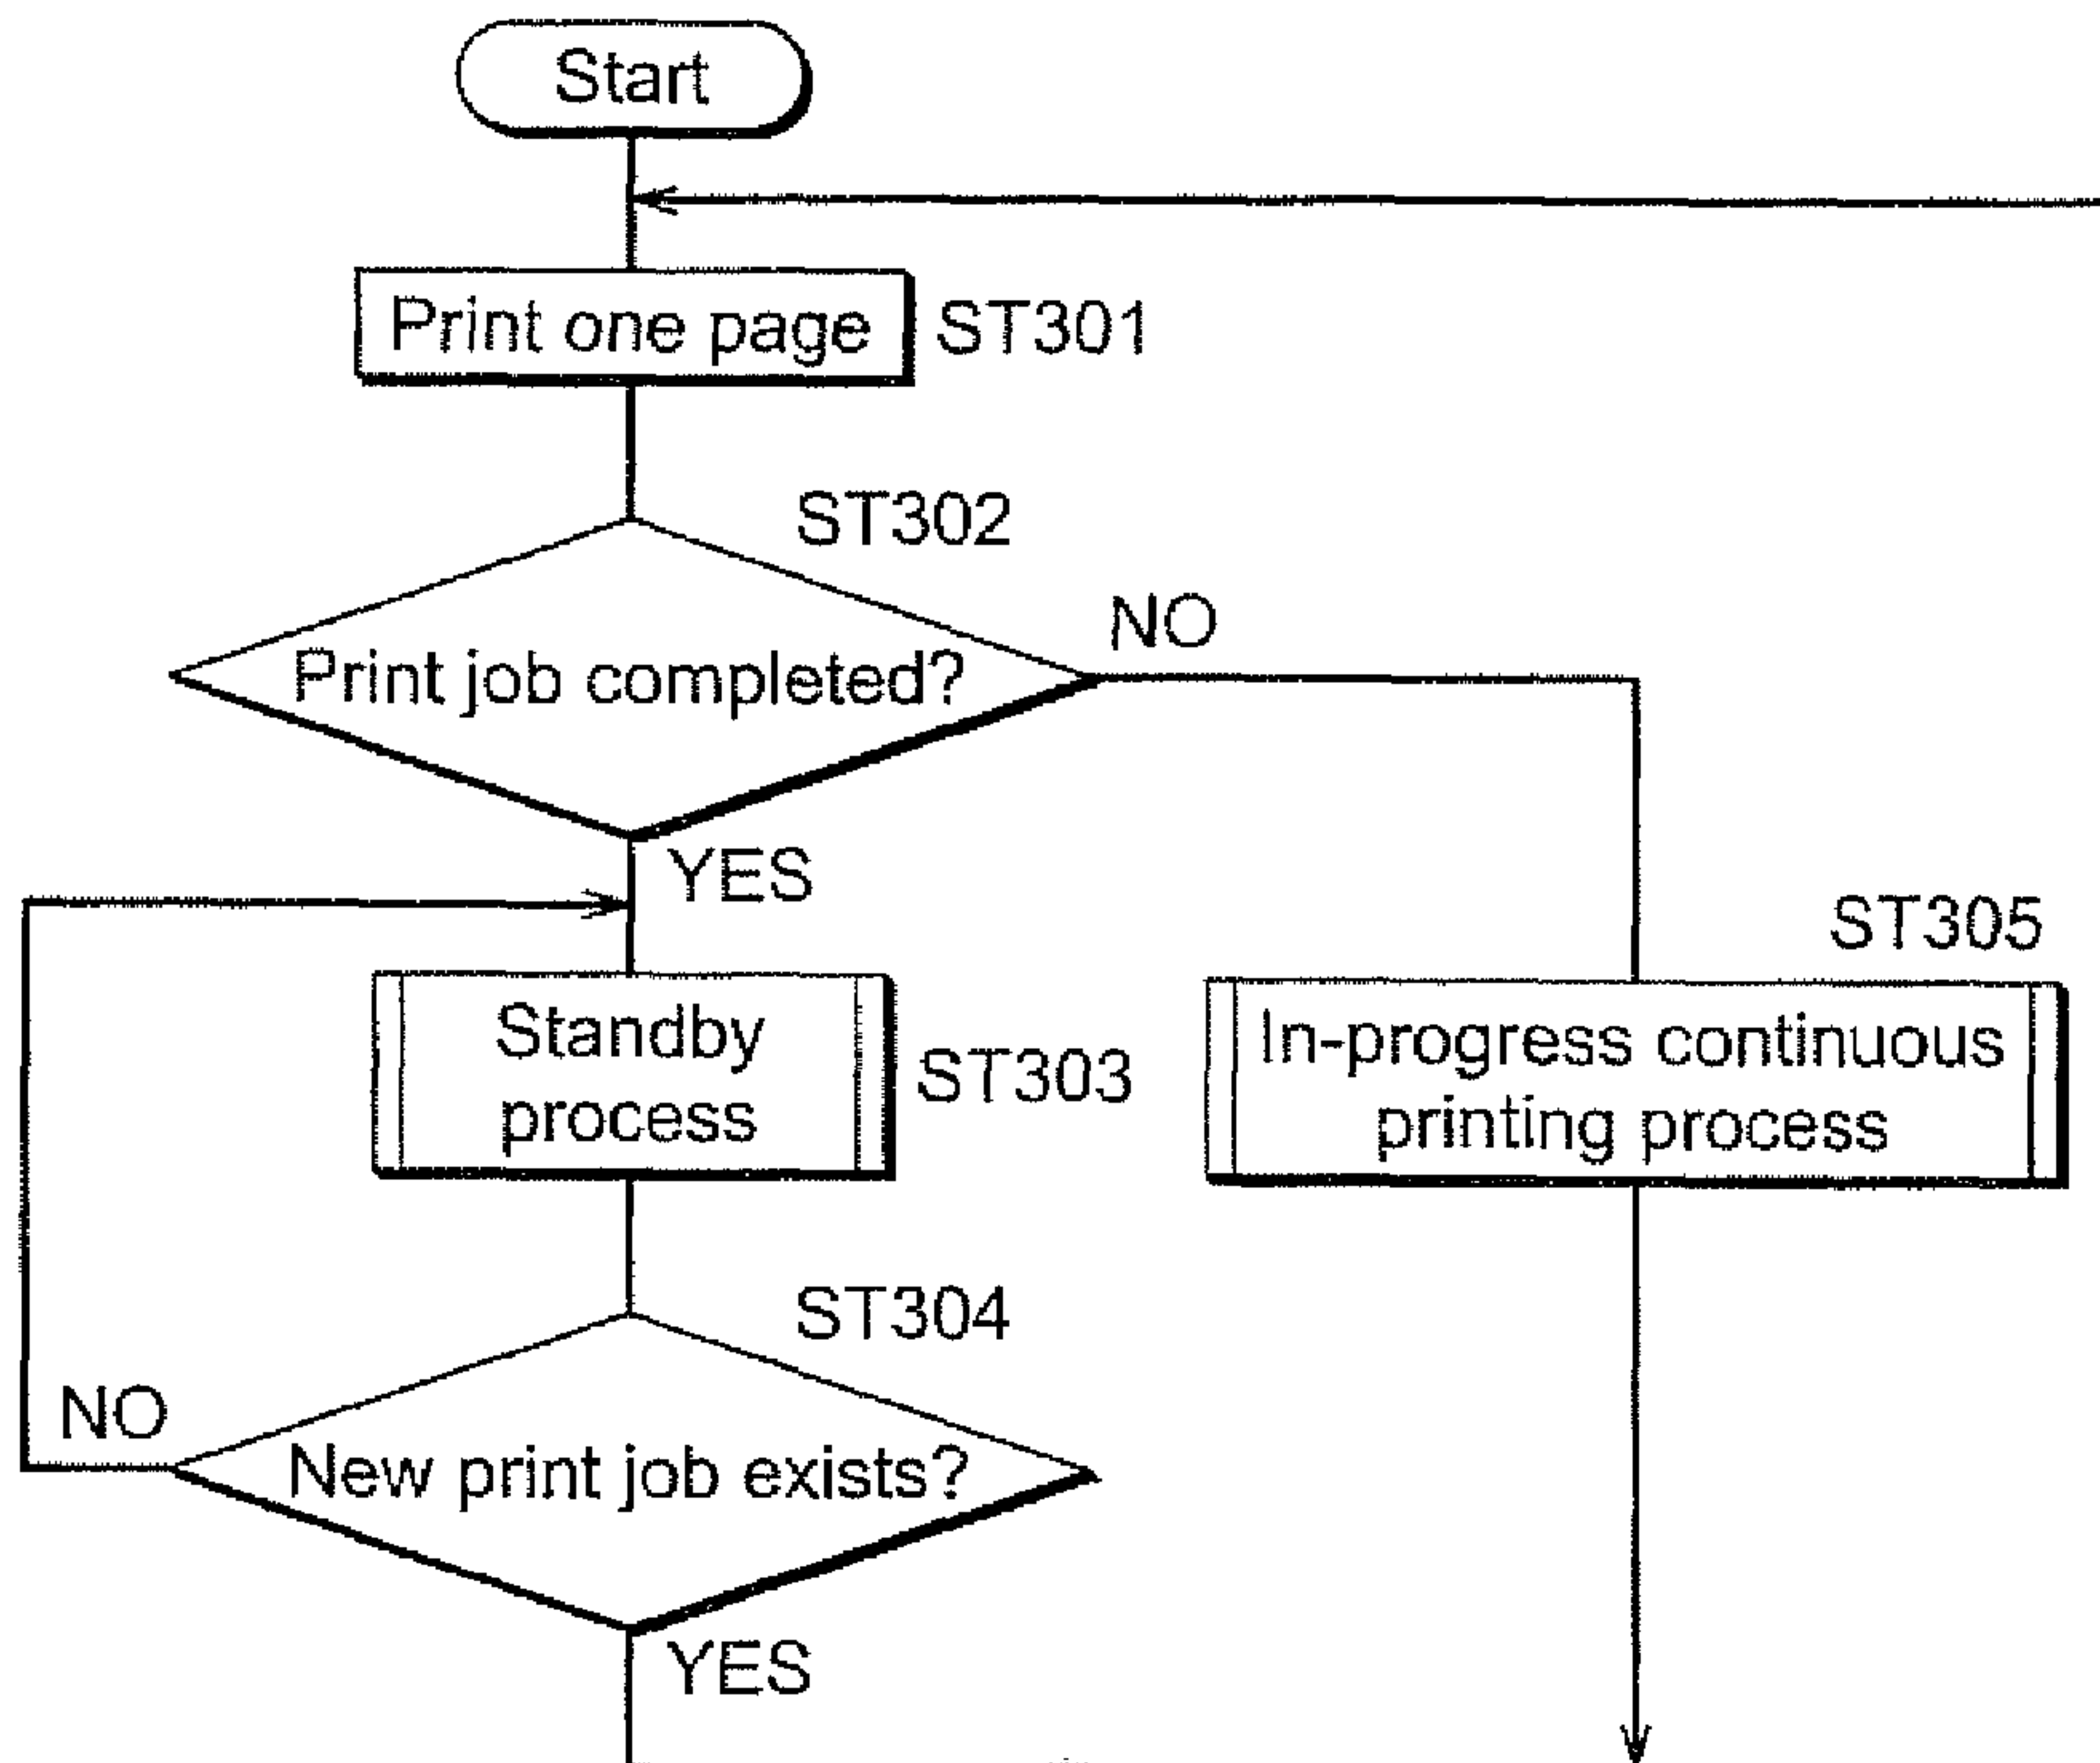 Start
Print one page
ST301
ST302
Print job completed?
NO
YES
Standby
process
ST303
ST305
In-progress continuous
printing process
ST304
New print job exists?
NO
YES